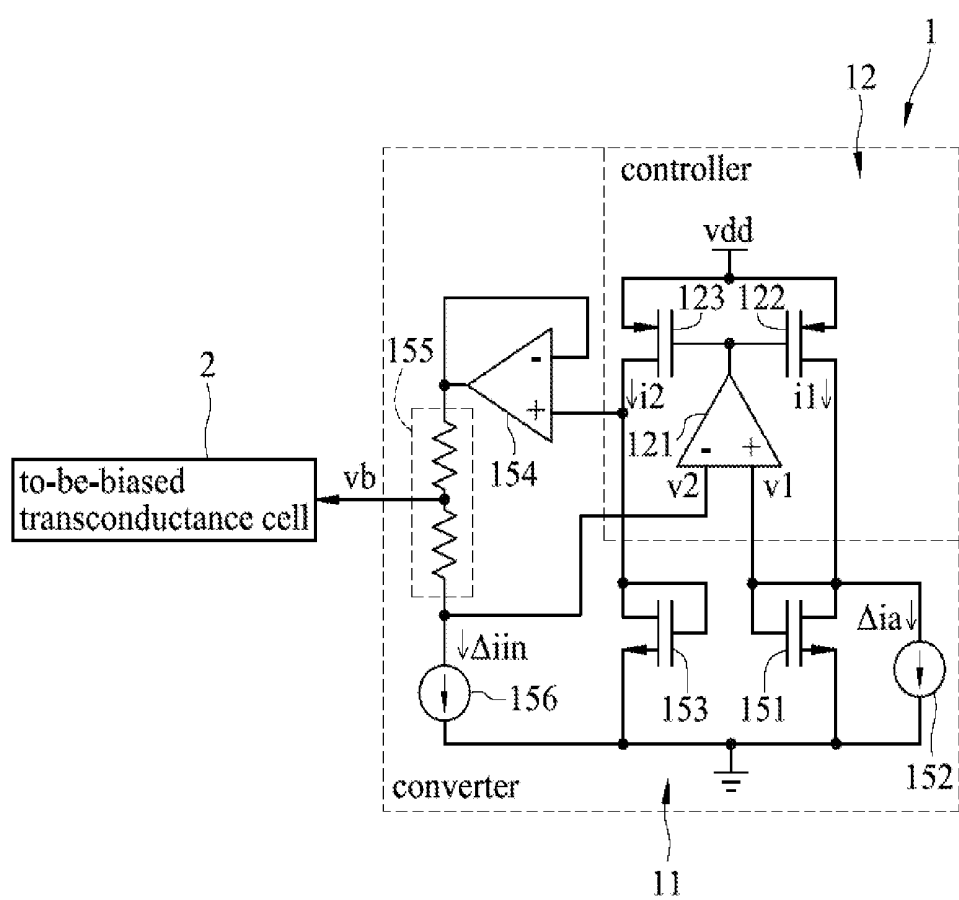 1
12
controller
vdd
123
122
155
2
i2
i1
121
-
+
154
-
+
to-be-biased
transconductance cell
vb
v2
v1
Δiin
Δia
156
153
151
152
converter
11